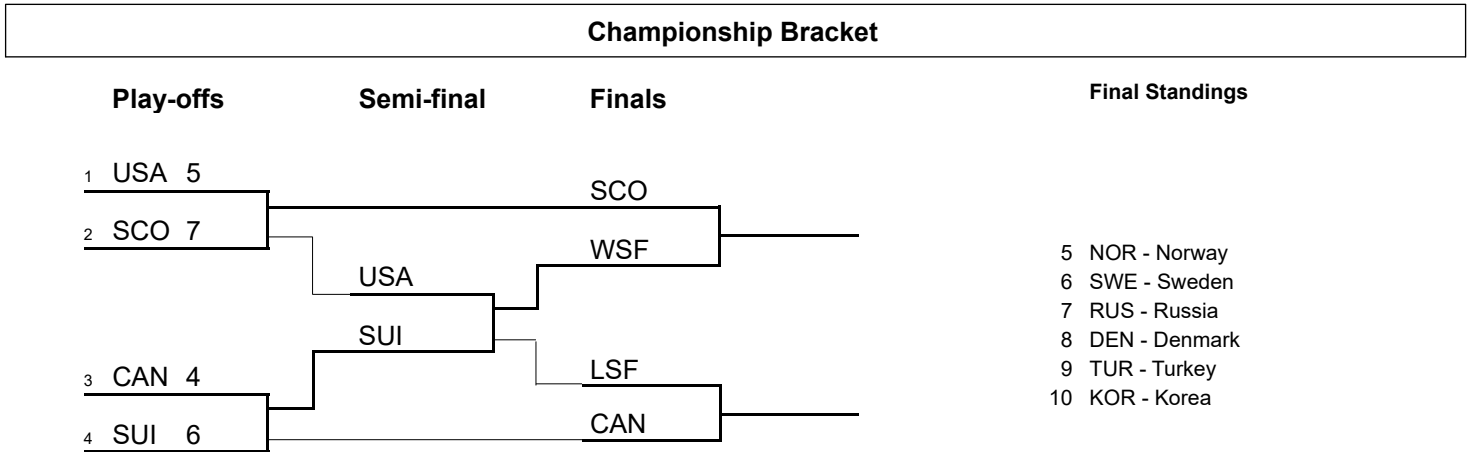 Championship Bracket
Play-offs Semi-final Finals Final Standings
1 USA 5
SCO
2 SCO 7
WSF
5 NOR - Norway
USA
6 SWE - Sweden
7 RUS - Russia
SUI
8 DEN - Denmark
3 CAN 4
LSF
9 TUR - Turkey
10 KOR - Korea
4 SUI 6
CAN